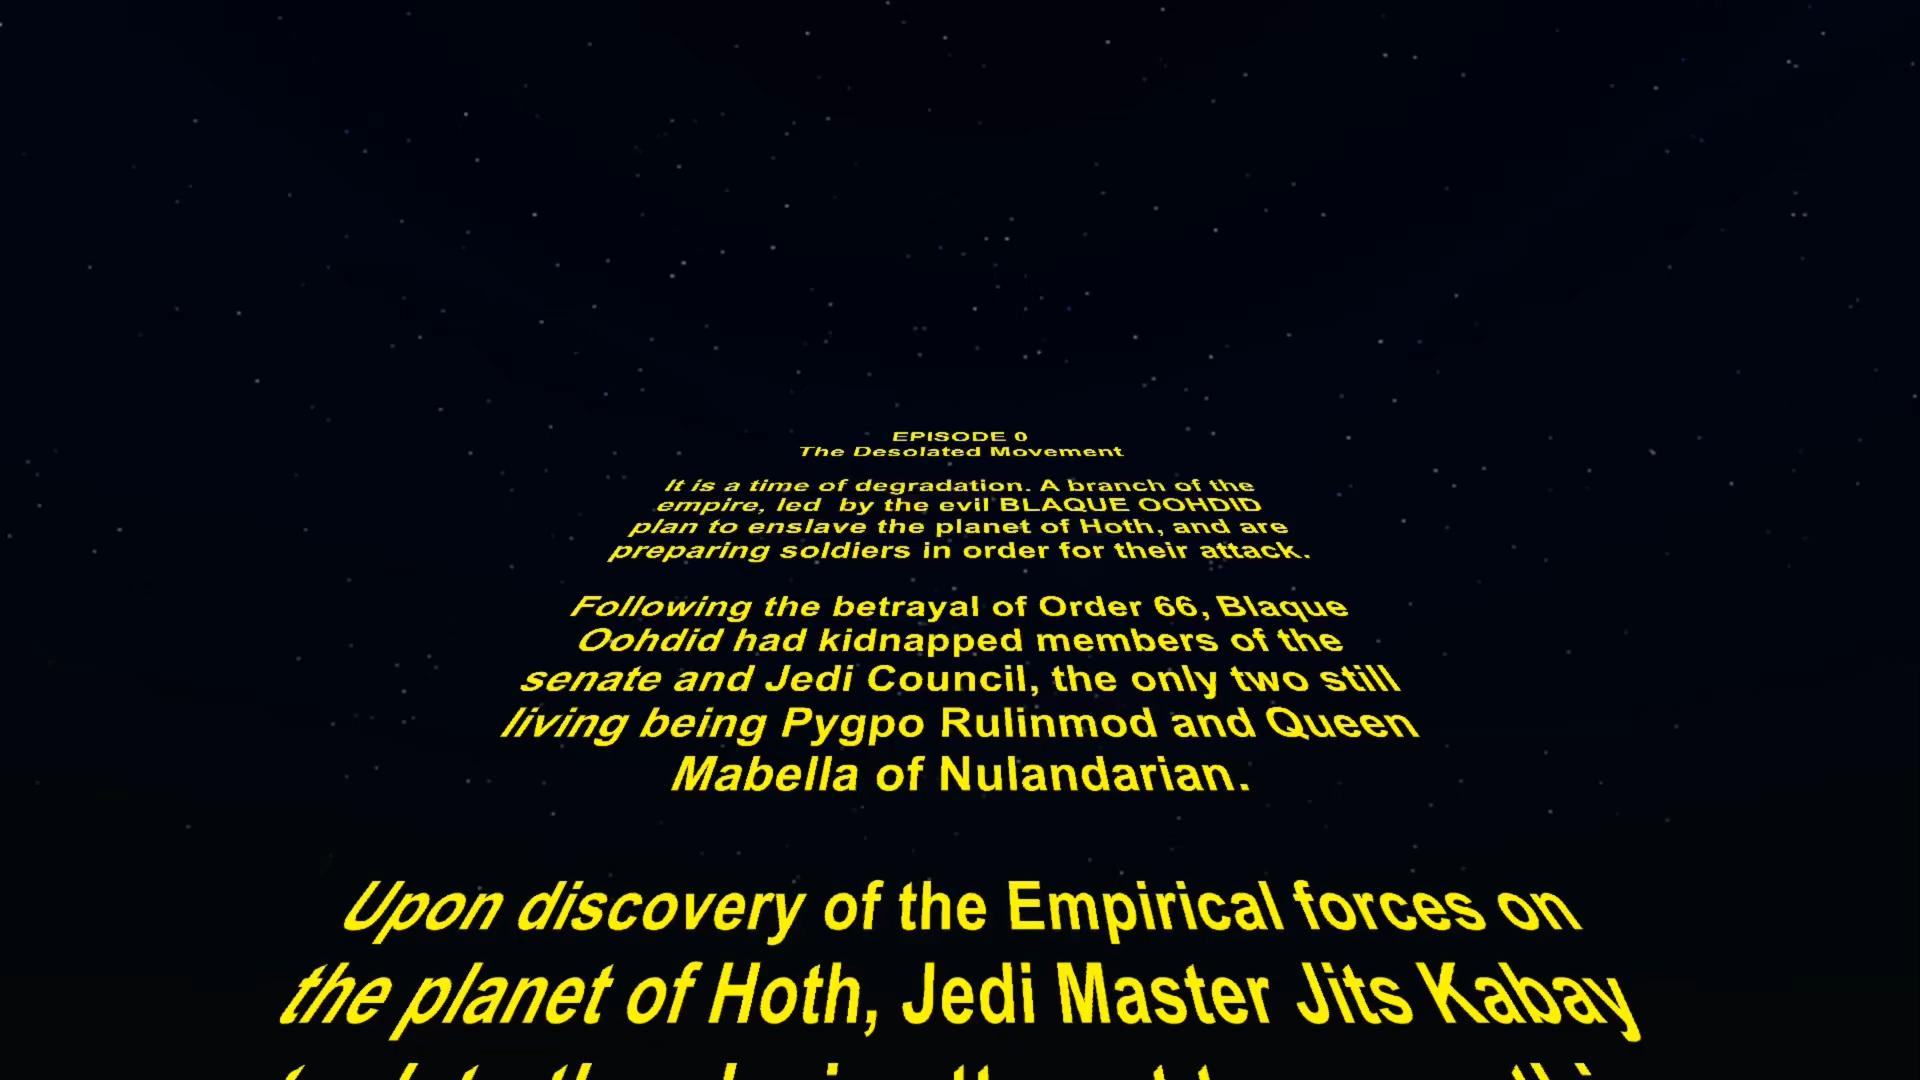 EPISODE 0
The Desolated Movement
It is a time of degradation. A branch of the
empire, led  by the evil BLAQUE OOHDID
plan to enslave the planet of Hoth, and are
preparing soldiers in order for their attack.
Following the betrayal of Order 66, Blaque
Oohdid had kidnapped members of the
senate and Jedi Council, the only two still
living being Pygpo Rulinmod and Queen
Mabella of Nulandarian.
Upon discovery of the Empirical forces on
the planet of Hoth, Jedi Master Jits Kabay